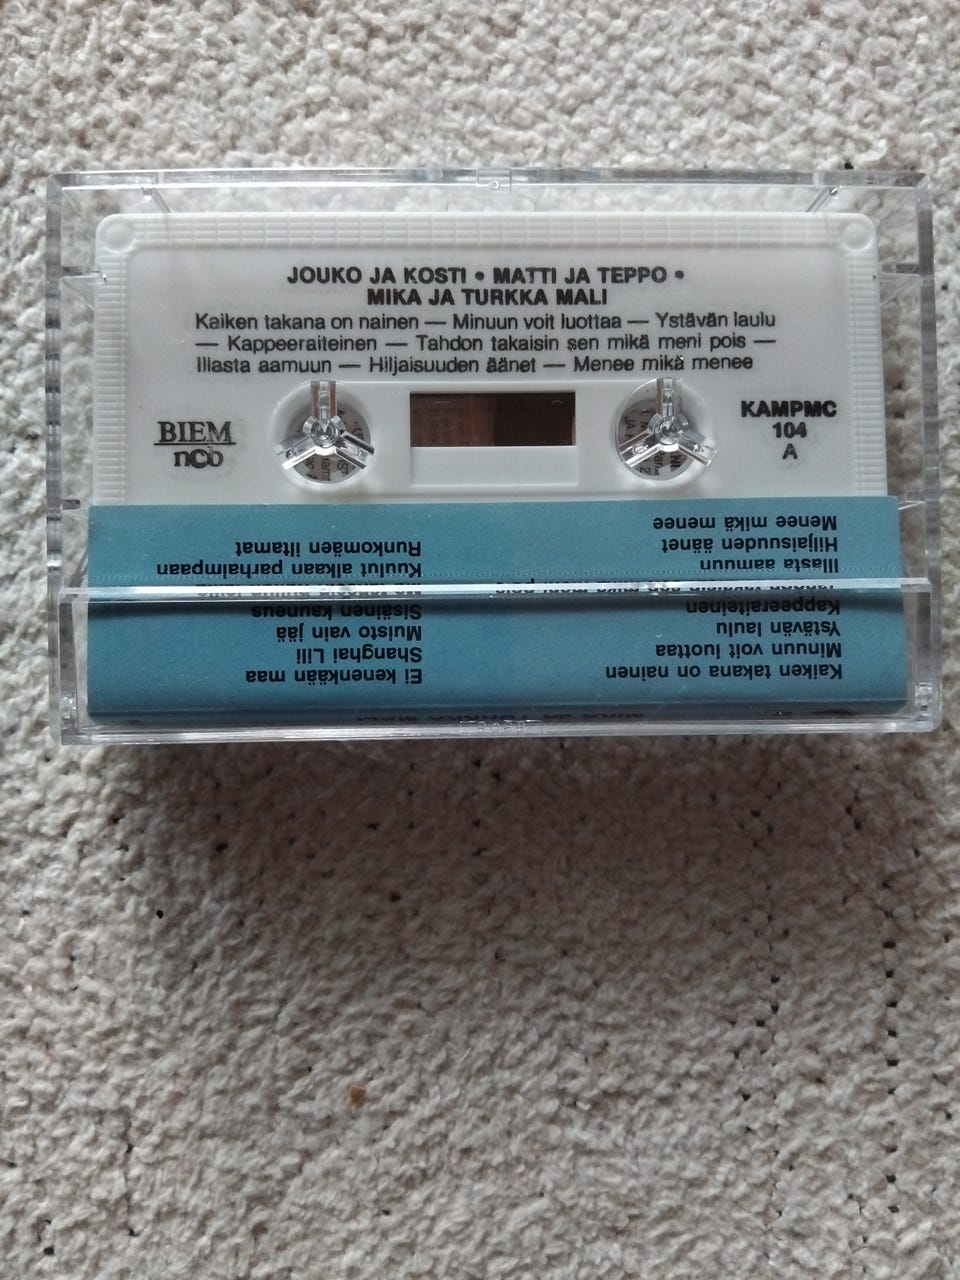 JOUKO JA KOSTI • MATTI JA TEPPO •
MIKA JA TURKKA MALI
Kaiken takana on nainen — Minuun voit luottaa — Ystävän laulu
— Kappeeraiteinen — Tahdon takaisin sen mikä meni pois —
Illasta aamuun — Hiljaisuuden äänet — Menee mikä menee
BIEM
ncb
KAMPMC
104
A
Kaiken takana on nainen
Minuun voit luottaa
Ystävän laulu
Kappeeraiteinen
Illasta aamuun
Hiljaisuuden äänet
Menee mikä menee
Ei kenenkään maa
Shanghai Lili
Muisto vain jää
Sisäinen kauneus
Kuulut aikaan parhaimpaan
Runkomäen iltamat